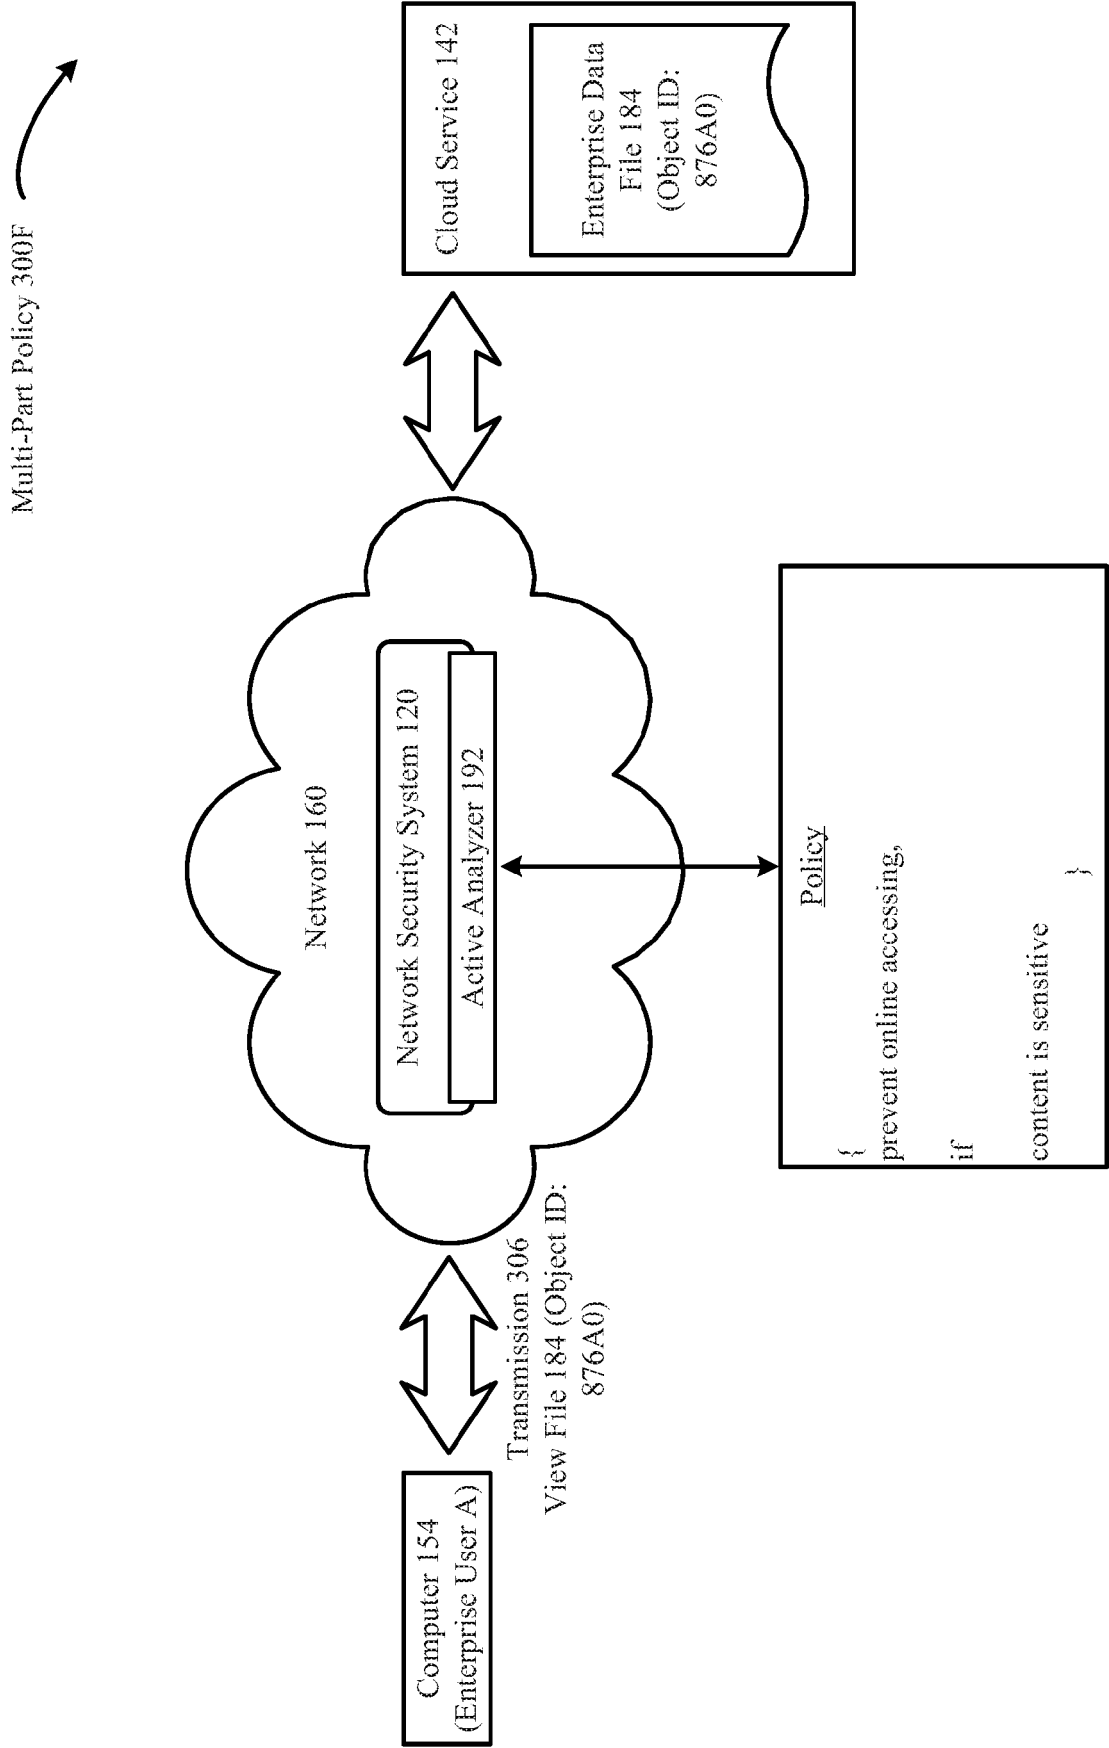 Multi-Part Policy 300F
Computer 154
(Enterprise User A)
Transmission 306
View File 184 (Object ID:
876A0)
Network 160
Network Security System 120
Active Analyzer 192
Cloud Service 142
Enterprise Data
File 184
(Object ID:
876A0)
Policy
{
prevent online accessing,
if
content is sensitive
}